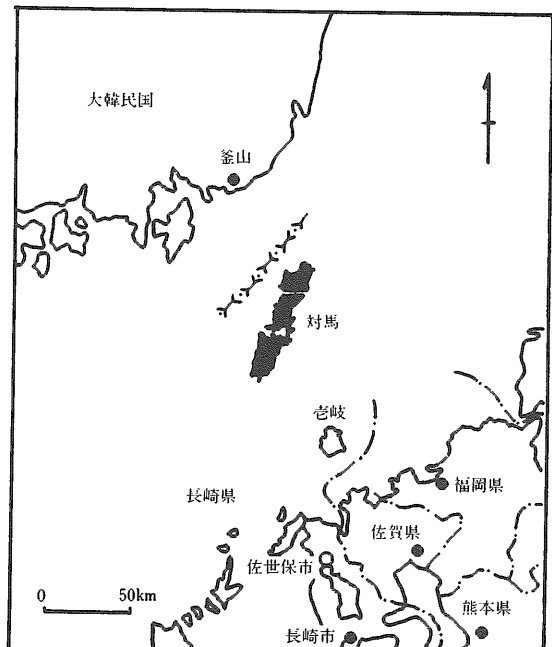 大韓民国
釜山
対馬
壱岐
長崎県
福岡県
佐賀県
佐世保市
0 50km
熊本県
長崎市